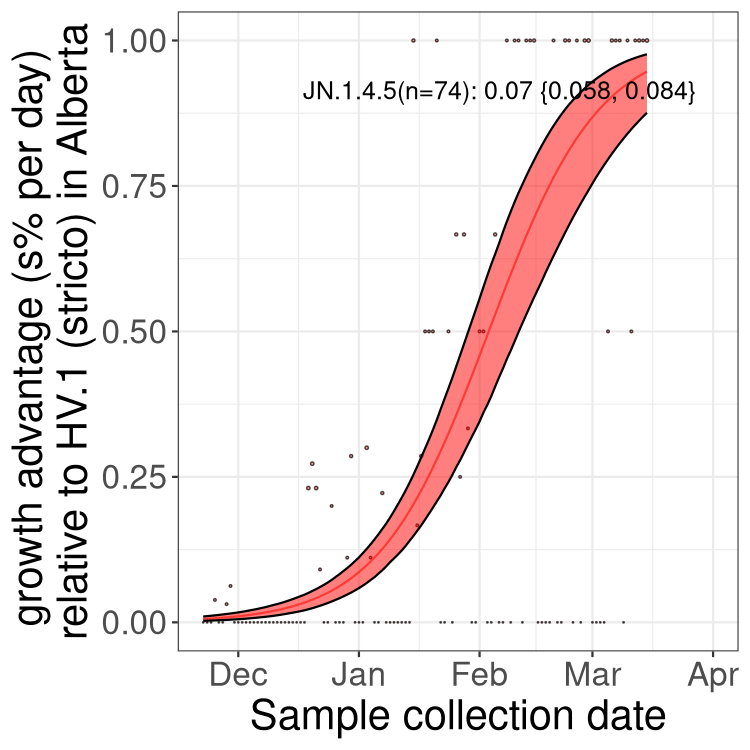 growth advantage (s% per day)
relative to HV.1 (stricto) in Alberta
1.00
0.75
0.50
0.25
0.00
JN.1.4.5(n=74): 0.07 {0.058, 0.084}
Dec Jan Feb Mar Apr
Sample collection date